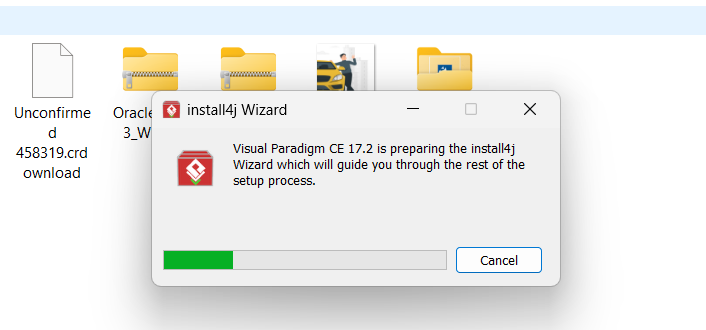 Unconfirme
d
458319.crd
ownload
Oracle
3_W
install4j Wizard
Visual Paradigm CE 17.2 is preparing the install4j
Wizard which will guide you through the rest of the
setup process.
Cancel